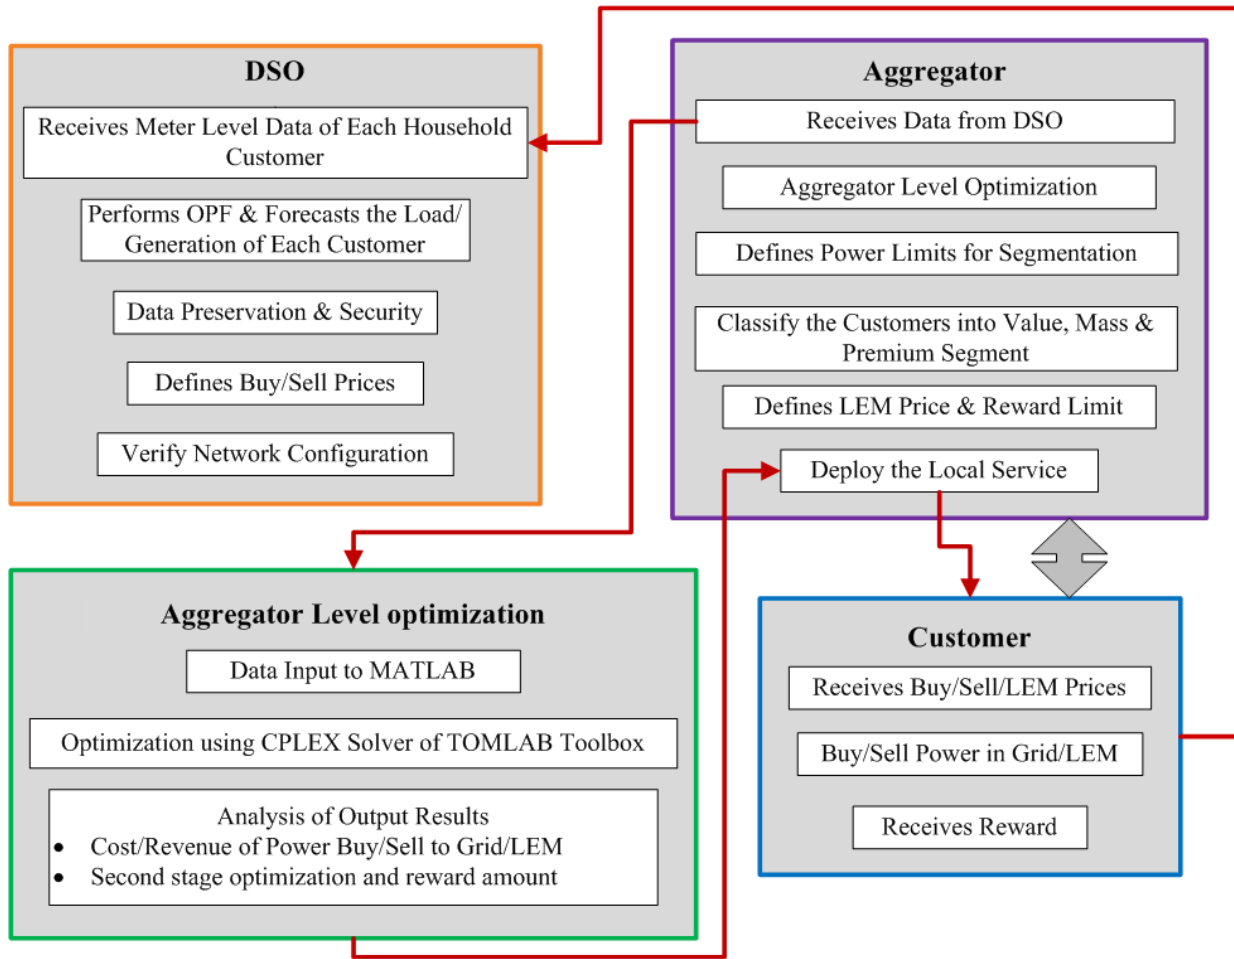 DSO
Receives Meter Level Data of Each Household
Customer
Performs OPF & Forecasts the Load/
Generation of Each Customer
Data Preservation & Security
Defines Buy/Sell Prices
Verify Network Configuration
Aggregator
Receives Data from DSO
Aggregator Level Optimization
Defines Power Limits for Segmentation
Classify the Customers into Value, Mass &
Premium Segment
Defines LEM Price & Reward Limit
Deploy the Local Service
Aggregator Level optimization
Data Input to MATLAB
Optimization using CPLEX Solver of TOMLAB Toolbox
Analysis of Output Results
• Cost/Revenue of Power Buy/Sell to Grid/LEM
• Second stage optimization and reward amount
Customer
Receives Buy/Sell/LEM Prices
Buy/Sell Power in Grid/LEM
Receives Reward